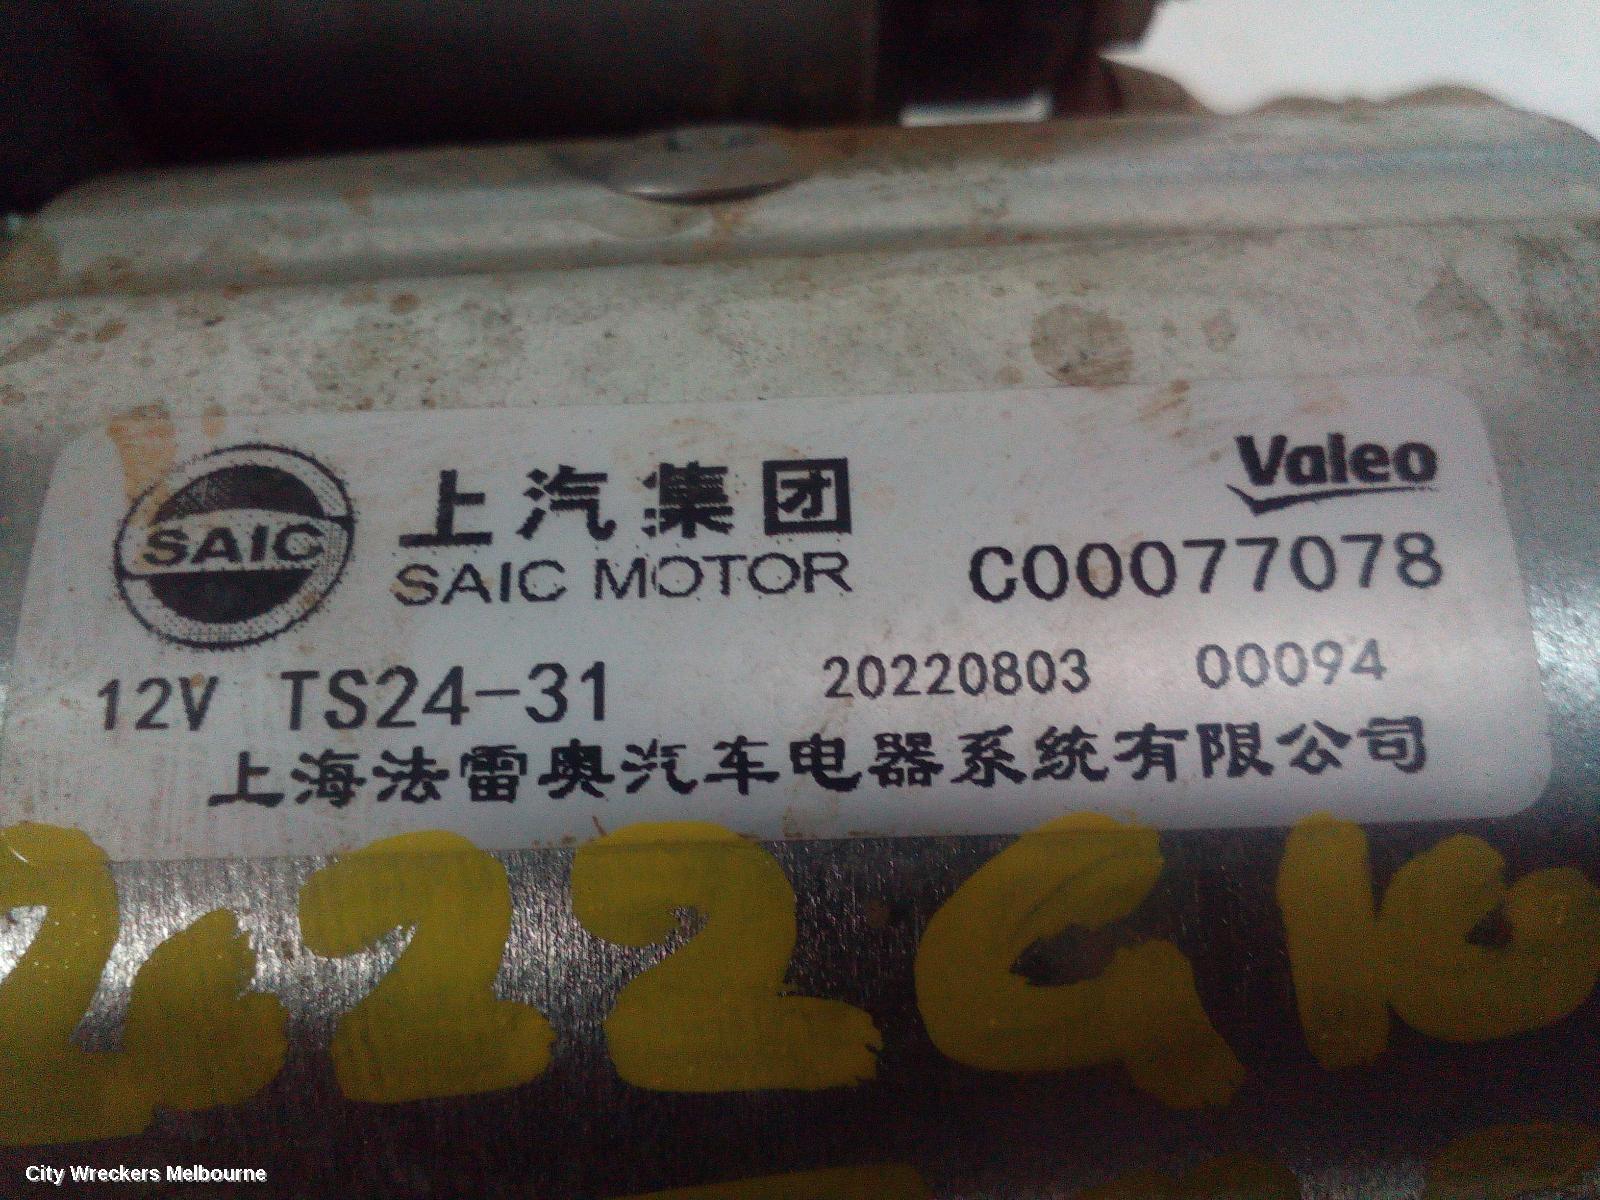 SAIC
上汽集团
SAIC MOTOR
Valeo
C00077078
12V TS24-31
20220803 00094
上海法雷奥汽车电器系统有限公司
City Wreckers Melbourne